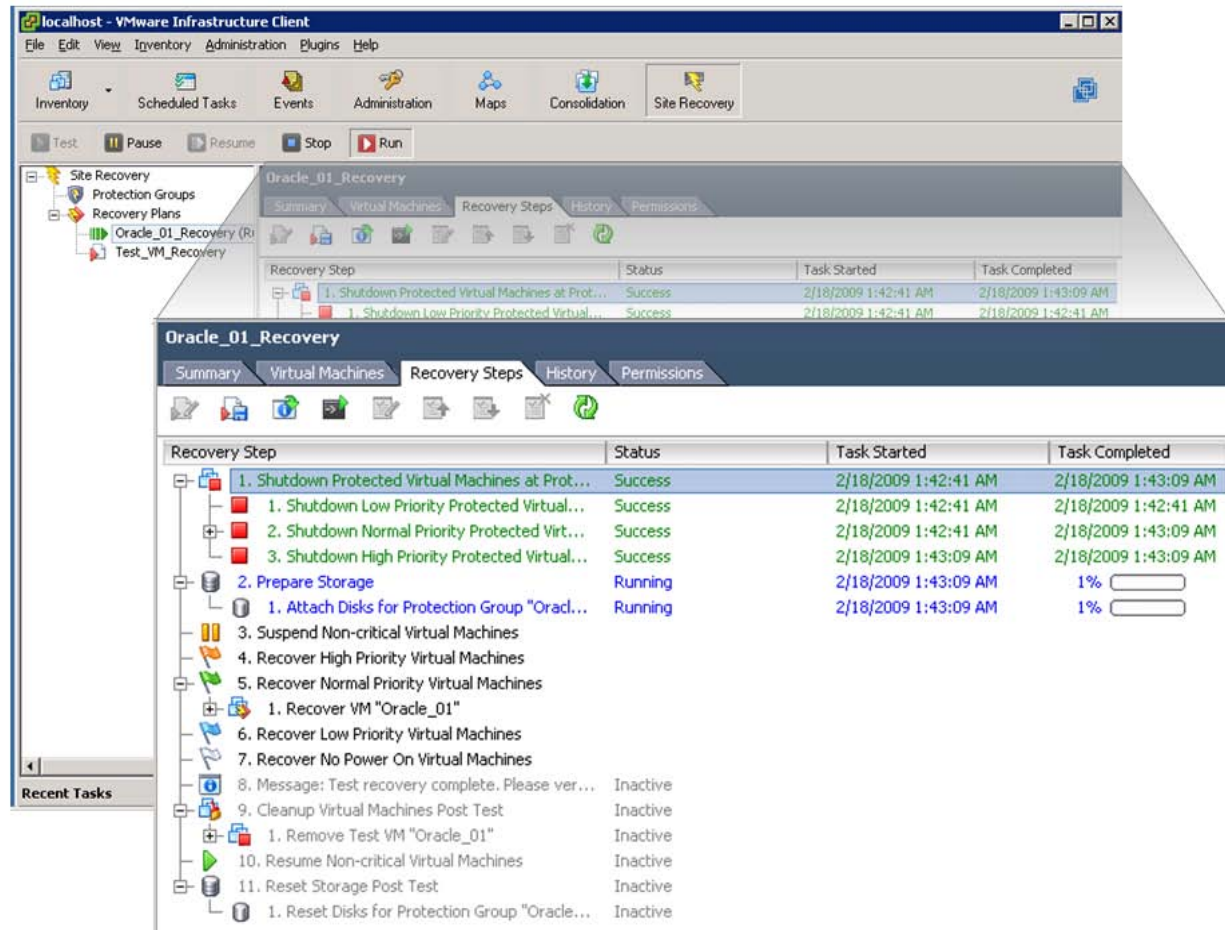 localhost - VMware Infrastructure Client
File Edit View Inventory Administration Plugins Help
Inventory Scheduled Tasks Events Administration Maps Consolidation Site Recovery
Test Pause Resume Stop Run
Site Recovery
Protection Groups
Recovery Plans
Oracle_01_Recovery (R
Test_VM_Recovery
Oracle_01_Recovery
Summary Virtual Machines Recovery Steps History Permissions
Recovery Step Status Task Started Task Completed
1. Shutdown Protected Virtual Machines at Prot... Success 2/18/2009 1:42:41 AM 2/18/2009 1:43:09 AM
1. Shutdown Low Priority Protected Virtual... Success 2/18/2009 1:42:41 AM 2/18/2009 1:42:41 AM
Oracle_01_Recovery
Summary Virtual Machines Recovery Steps History Permissions
Recovery Step Status Task Started Task Completed
1. Shutdown Protected Virtual Machines at Prot... Success 2/18/2009 1:42:41 AM 2/18/2009 1:43:09 AM
1. Shutdown Low Priority Protected Virtual... Success 2/18/2009 1:42:41 AM 2/18/2009 1:42:41 AM
2. Shutdown Normal Priority Protected Virt... Success 2/18/2009 1:42:41 AM 2/18/2009 1:43:09 AM
3. Shutdown High Priority Protected Virtual... Success 2/18/2009 1:43:09 AM 2/18/2009 1:43:09 AM
2. Prepare Storage Running 2/18/2009 1:43:09 AM 1%
1. Attach Disks for Protection Group "Oracl... Running 2/18/2009 1:43:09 AM 1%
3. Suspend Non-critical Virtual Machines
4. Recover High Priority Virtual Machines
5. Recover Normal Priority Virtual Machines
1. Recover VM "Oracle_01"
6. Recover Low Priority Virtual Machines
7. Recover No Power On Virtual Machines
8. Message: Test recovery complete. Please ver... Inactive
9. Cleanup Virtual Machines Post Test Inactive
1. Remove Test VM "Oracle_01" Inactive
10. Resume Non-critical Virtual Machines Inactive
11. Reset Storage Post Test Inactive
1. Reset Disks for Protection Group "Oracle... Inactive
Recent Tasks